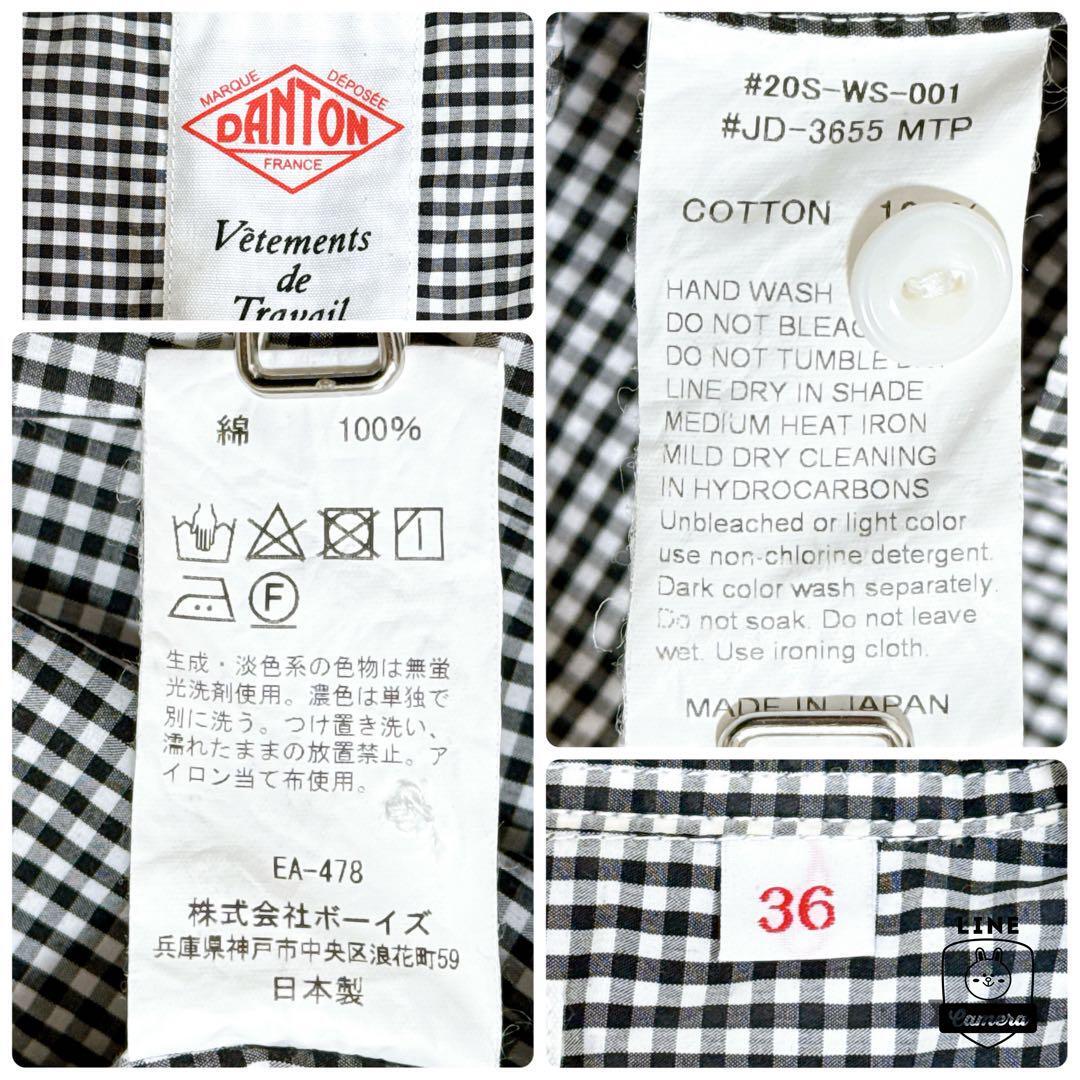 MARQUE DÉPOSÉE
DANTON
FRANCE
Vêtements
de
Travail
#20S-WS-001
#JD-3655 MTP
COTTON
HAND WASH
DO NOT
DO NOT TUMBLE
LINE DRY IN SHADE
MEDIUM HEAT IRON
MILD DRY CLEANING
IN HYDROCARBONS
Unbleached or light color
use non-chlorine detergent.
Dark color wash separately.
Do not soak. Do not leave
wet. Use ironing cloth.
MADE IN JAPAN
綿 100%
F
生成・淡色系の色物は無蛍
光洗剤使用。濃色は単独で
別に洗う。つけ置き洗い、
濡れたままの放置禁止。ア
イロン当て布使用。
EA-478
株式会社ボーイズ
兵庫県神戸市中央区浪花町59
日本製
36
LINE
Camera